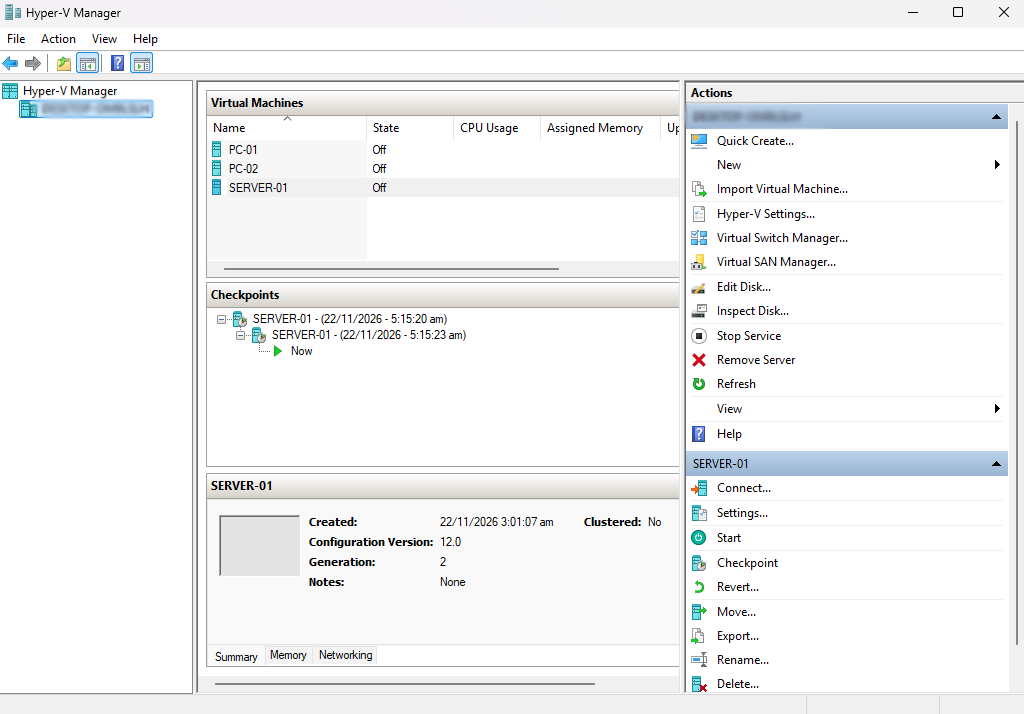 Hyper-V Manager
File Action View Help
Hyper-V Manager
Virtual Machines
Name State CPU Usage Assigned Memory Up
PC-01 Off
PC-02 Off
SERVER-01 Off
Checkpoints
SERVER-01 - (22/11/2026 - 5:15:20 am)
SERVER-01 - (22/11/2026 - 5:15:23 am)
Now
SERVER-01
Created: 22/11/2026 3:01:07 am Clustered: No
Configuration Version: 12.0
Generation: 2
Notes: None
Summary Memory Networking
Actions
Quick Create...
New
Import Virtual Machine...
Hyper-V Settings...
Virtual Switch Manager...
Virtual SAN Manager...
Edit Disk...
Inspect Disk...
Stop Service
Remove Server
Refresh
View
Help
SERVER-01
Connect...
Settings...
Start
Checkpoint
Revert...
Move...
Export...
Rename...
Delete...